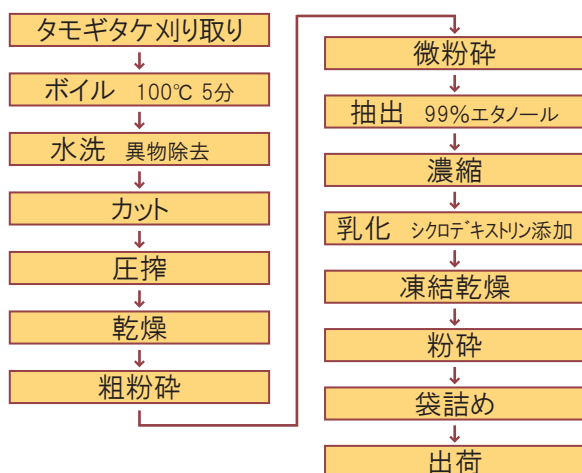 タモギタケ刈り取り
ボイル 100℃ 5分
水洗 異物除去
カット
圧搾
乾燥
粗粉砕
微粉砕
抽出 99%エタノール
濃縮
乳化 シクロデキストリン添加
凍結乾燥
粉砕
袋詰め
出荷